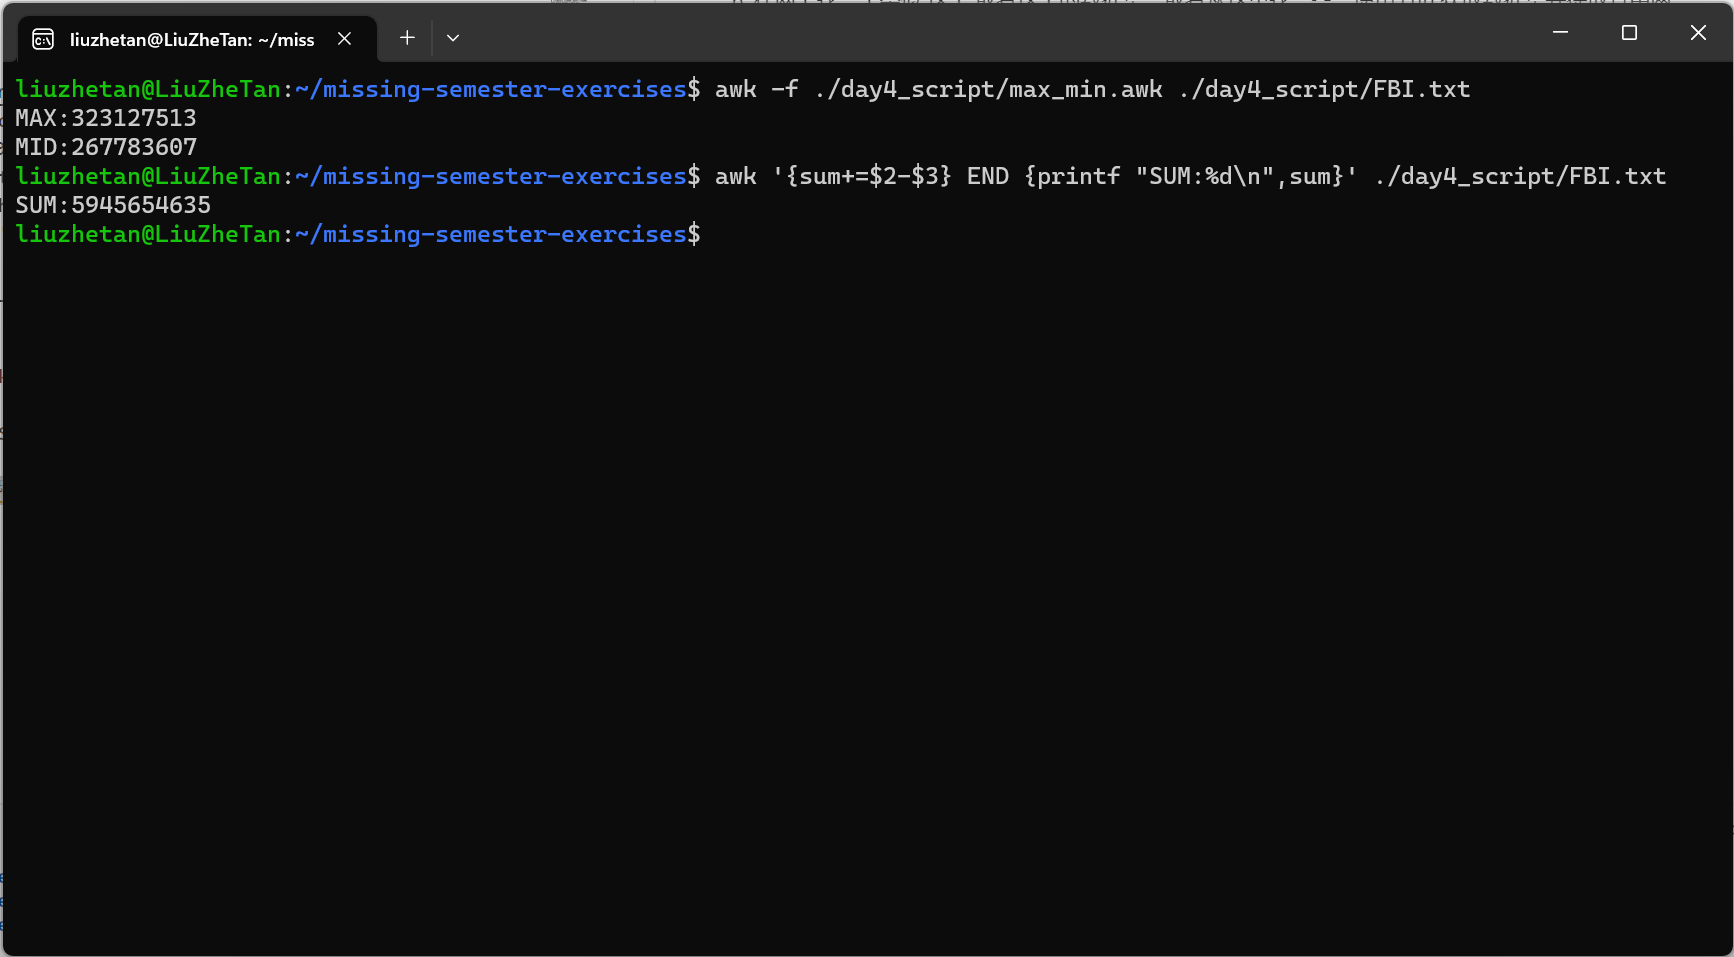 liuzhetan@LiuZheTan: ~/miss
liuzhetan@LiuZheTan:~/missing-semester-exercises$ awk -f ./day4_script/max_min.awk ./day4_script/FBI.txt
MAX:323127513
MID:267783607
liuzhetan@LiuZheTan:~/missing-semester-exercises$ awk '{sum+=$2-$3} END {printf "SUM:%d\n",sum}' ./day4_script/FBI.txt
SUM:5945654635
liuzhetan@LiuZheTan:~/missing-semester-exercises$